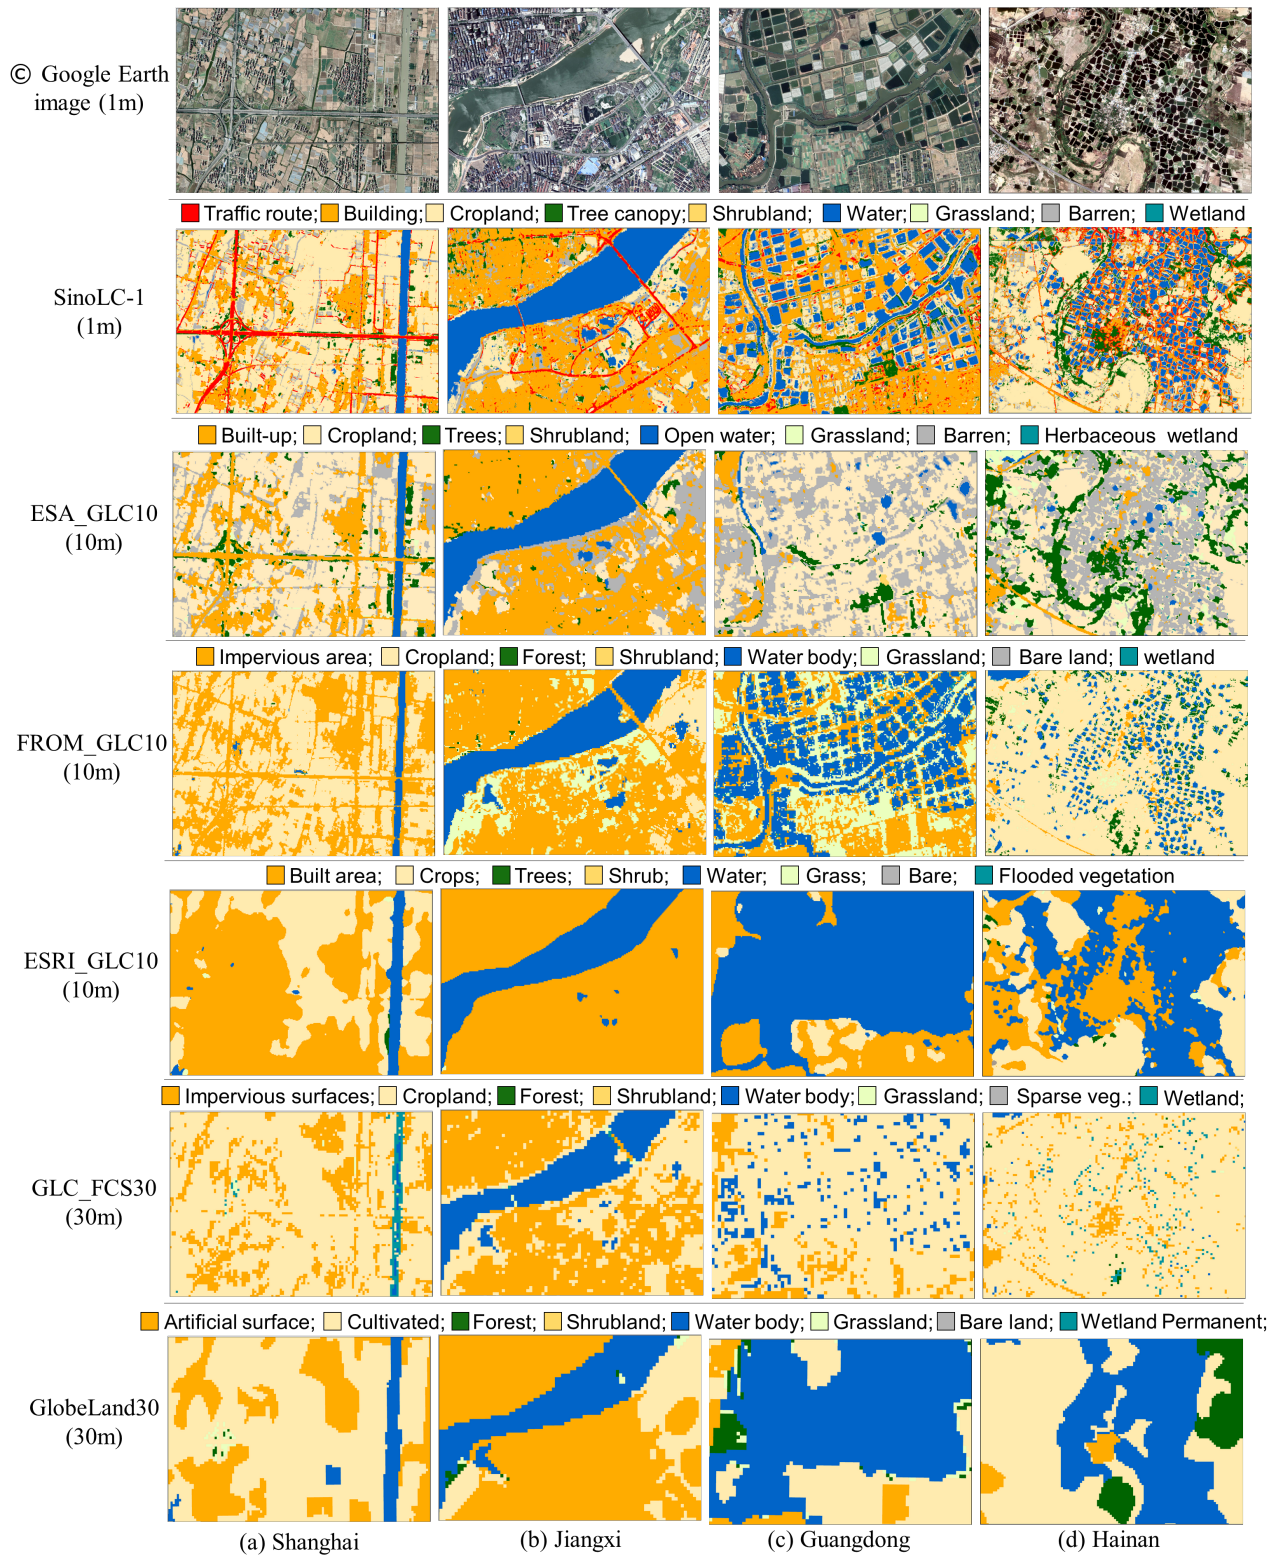 © Google Earth
image (1m)
Traffic route; Building; Cropland; Tree canopy; Shrubland; Water; Grassland; Barren; Wetland
SinoLC-1
(1m)
Built-up; Cropland; Trees; Shrubland; Open water; Grassland; Barren; Herbaceous wetland
ESA_GLC10
(10m)
Impervious area; Cropland; Forest; Shrubland; Water body; Grassland; Bare land; wetland
FROM_GLC10
(10m)
Built area; Crops; Trees; Shrub; Water; Grass; Bare; Flooded vegetation
ESRI_GLC10
(10m)
Impervious surfaces; Cropland; Forest; Shrubland; Water body; Grassland; Sparse veg.; Wetland;
GLC_FCS30
(30m)
Artificial surface; Cultivated; Forest; Shrubland; Water body; Grassland; Bare land; Wetland Permanent;
GlobeLand30
(30m)
(a) Shanghai (b) Jiangxi (c) Guangdong (d) Hainan